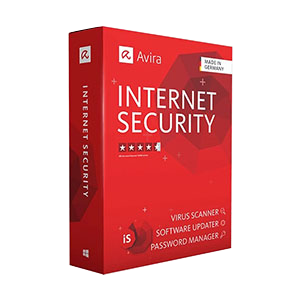 INTERNET SECURITY
Avira
MADE IN
GERMANY
INTERNET
SECURITY
iS
VIRUS SCANNER
SOFTWARE UPDATER
PASSWORD MANAGER